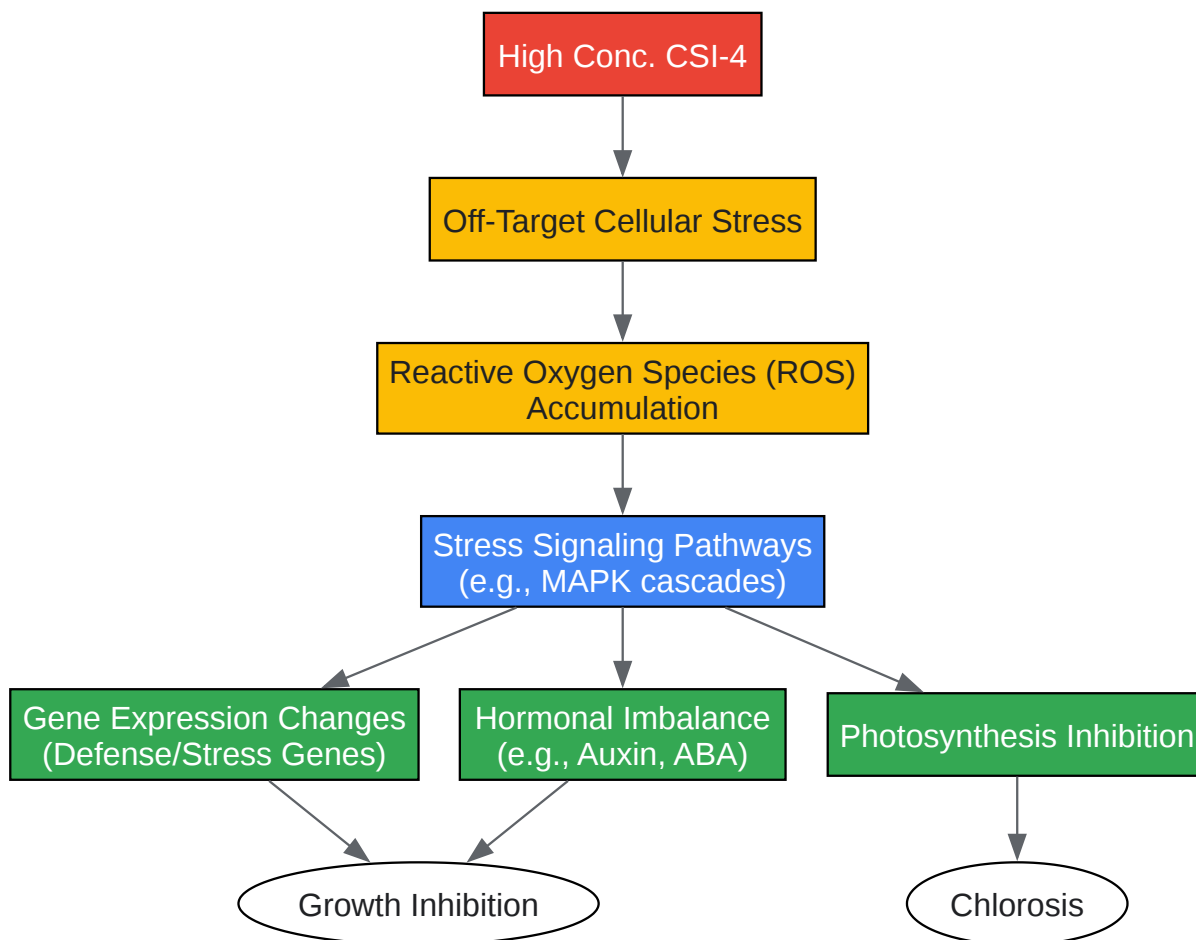 High Conc. CSI-4
Off-Target Cellular Stress
Reactive Oxygen Species (ROS)
Accumulation
Stress Signaling Pathways
(e.g., MAPK cascades)
Gene Expression Changes
(Defense/Stress Genes)
Hormonal Imbalance
(e.g., Auxin, ABA)
Photosynthesis Inhibition
Growth Inhibition
Chlorosis